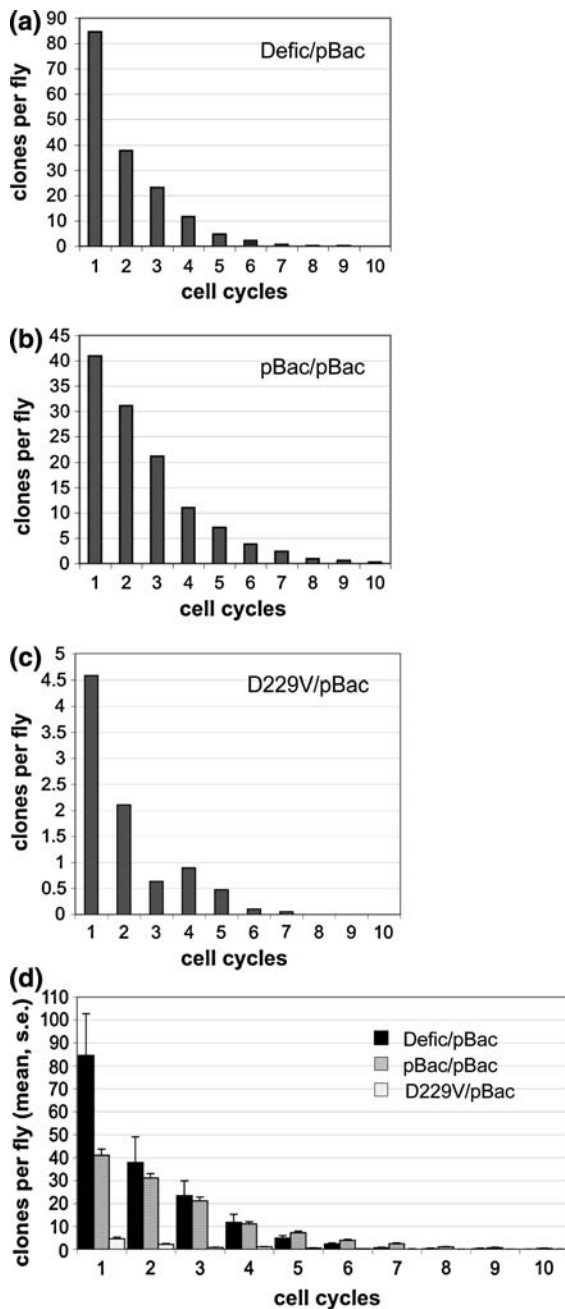 (a)
clones per fly
90
80
70
60
50
40
30
20
10
0
Defic/pBac
1 2 3 4 5 6 7 8 9 10
cell cycles
(b)
clones per fly
45
40
35
30
25
20
15
10
5
0
pBac/pBac
1 2 3 4 5 6 7 8 9 10
cell cycles
(c)
clones per fly
5
4.5
4
3.5
3
2.5
2
1.5
1
0.5
0
D229V/pBac
1 2 3 4 5 6 7 8 9 10
cell cycles
(d)
clones per fly (mean, s.e.)
110
100
90
80
70
60
50
40
30
20
10
0
Defic/pBac
pBac/pBac
D229V/pBac
1 2 3 4 5 6 7 8 9 10
cell cycles